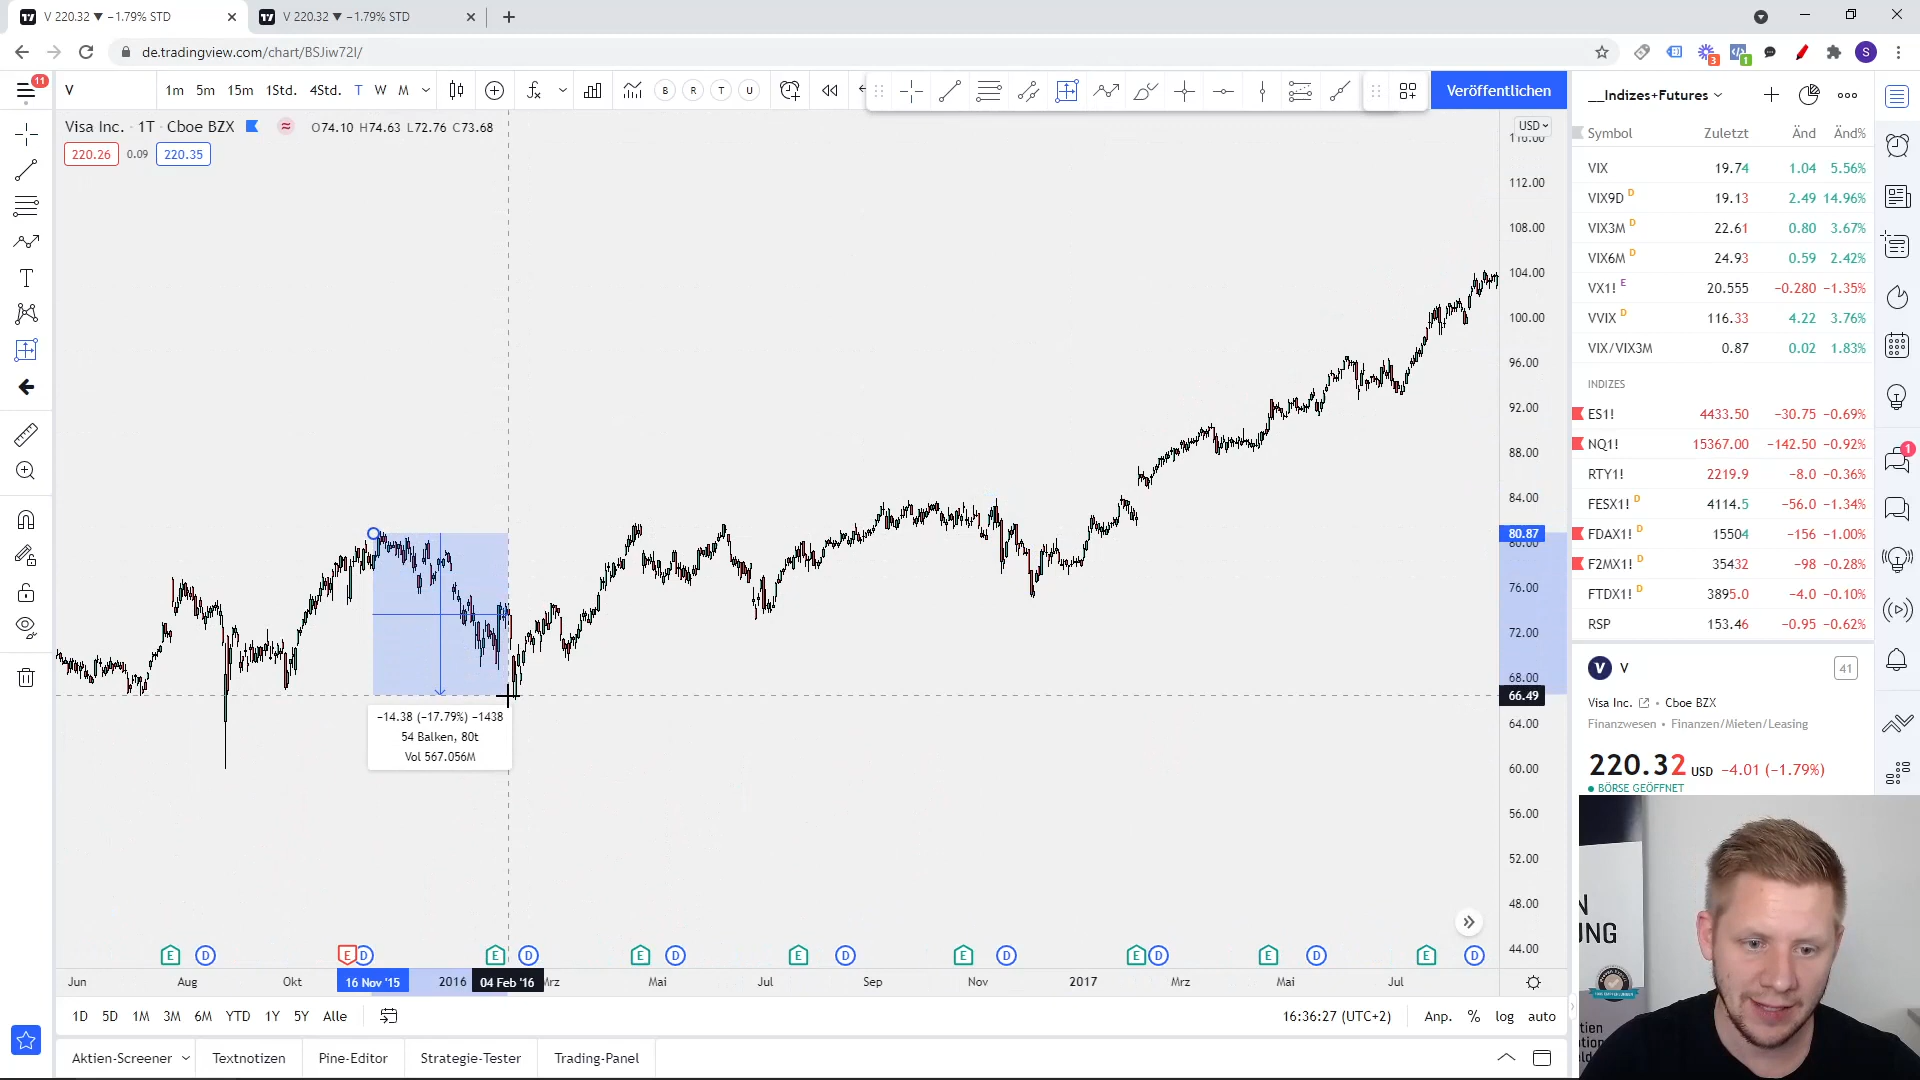 V 220.32 ▼ −1.79% STD
V 220.32 ▼ −1.79% STD
de.tradingview.com/chart/BSJiw72l/
S
3
1
11
V
1m 5m 15m 1Std. 4Std. T W M
B R T U
Veröffentlichen
__Indizes+Futures
Visa Inc. · 1T · Cboe BZX
O74.10 H74.63 L72.76 C73.68
220.26 0.09 220.35
USD
116.00
112.00
108.00
104.00
100.00
96.00
92.00
88.00
84.00
80.87
80.00
76.00
72.00
68.00
66.49
64.00
60.00
56.00
52.00
48.00
44.00
−14.38 (−17.79%) −1438
54 Balken, 80t
Vol 567.056M
E D E D E D E D E D E D E D E D E D
Jun Aug Okt 16 Nov '15 2016 04 Feb '16 Mrz Mai Jul Sep Nov 2017 Mrz Mai Jul
1D 5D 1M 3M 6M YTD 1Y 5Y Alle
16:36:27 (UTC+2) Anp. % log auto
Aktien-Screener Textnotizen Pine-Editor Strategie-Tester Trading-Panel
Symbol Zuletzt Änd Änd%
VIX 19.74 1.04 5.56%
VIX9D D 19.13 2.49 14.96%
VIX3M D 22.61 0.80 3.67%
VIX6M D 24.93 0.59 2.42%
VX1! E 20.555 −0.280 −1.35%
VVIX D 116.33 4.22 3.76%
VIX/VIX3M 0.87 0.02 1.83%
INDIZES
ES1! 4433.50 −30.75 −0.69%
NQ1! 15367.00 −142.50 −0.92%
RTY1! 2219.9 −8.0 −0.36%
FESX1! D 4114.5 −56.0 −1.34%
FDAX1! D 15504 −156 −1.00%
F2MX1! D 35432 −98 −0.28%
FTDX1! D 3895.0 −4.0 −0.10%
RSP 153.46 −0.95 −0.62%
V V 41
Visa Inc. • Cboe BZX
Finanzwesen • Finanzen/Mieten/Leasing
220.32 USD −4.01 (−1.79%)
BÖRSE GEÖFFNET
1